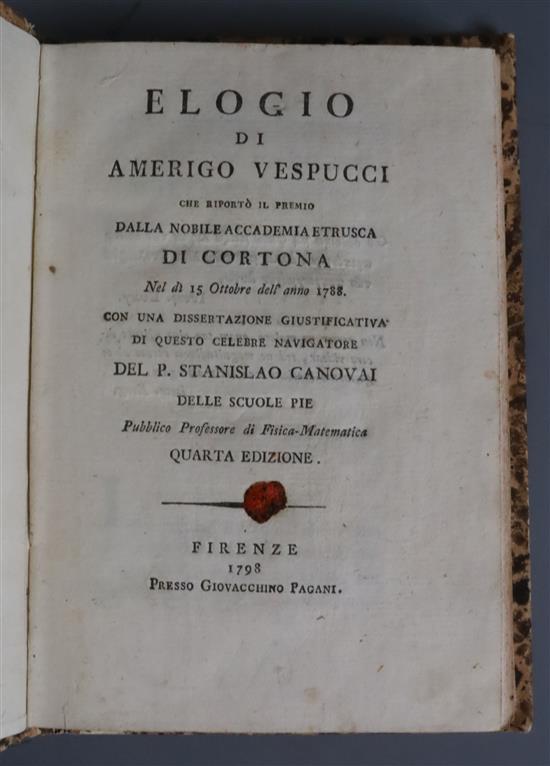 ELOGIO
DI
AMERIGO VESPUCCI
CHE RIPORTÒ IL PREMIO
DALLA NOBILE ACCADEMIA ETRUSCA
DI CORTONA
Nel dì 15 Ottobre dell' anno 1788.
CON UNA DISSERTAZIONE GIUSTIFICATIVA
DI QUESTO CELEBRE NAVIGATORE
DEL P. STANISLAO CANOVAI
DELLE SCUOLE PIE
Pubblico Professore di Fisica-Matematica
QUARTA EDIZIONE.
FIRENZE
1798
PRESSO GIOVACCHINO PAGANI.